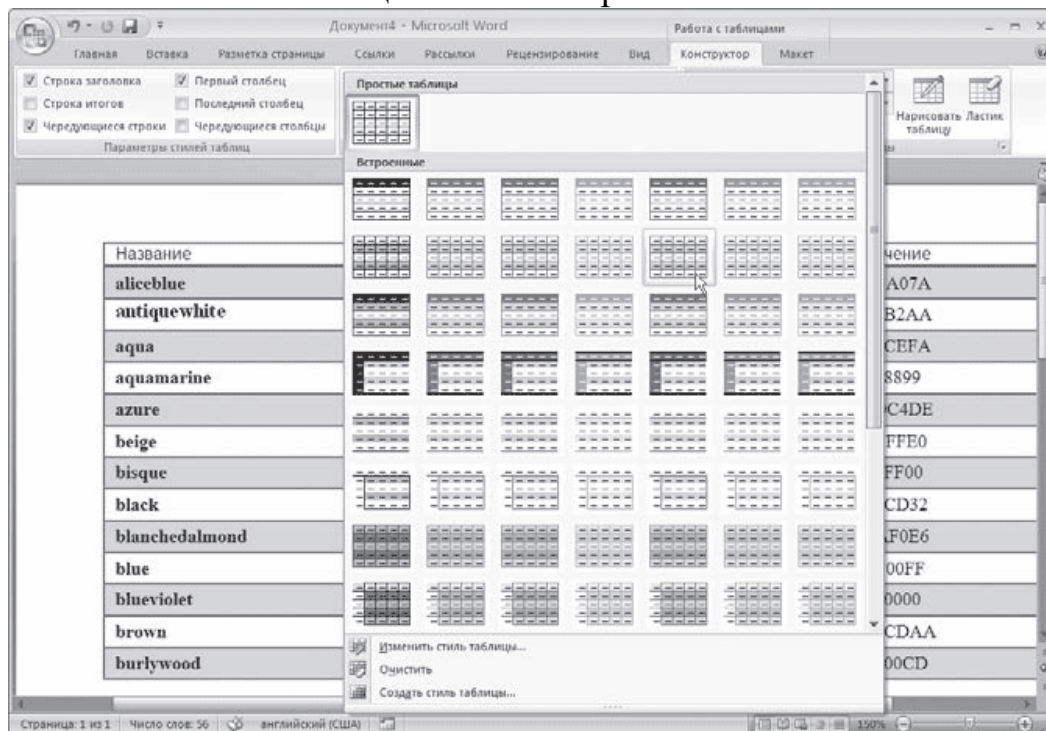 Документ4 - Microsoft Word
Работа с таблицами
Главная Вставка Разметка страницы Ссылки Рассылки Рецензирование Вид Конструктор Макет
Строка заголовка Первый столбец
Строка итогов Последний столбец
Чередующиеся строки Чередующиеся столбцы
Параметры стилей таблиц
Нарисовать таблицу
Ластик
Простые таблицы
Встроенные
Название
aliceblue
antiquewhite
aqua
aquamarine
azure
beige
bisque
black
blanchedalmond
blue
blueviolet
brown
burlywood
чение
A07A
B2AA
CEFA
8899
C4DE
FFE0
FF00
CD32
F0E6
00FF
0000
CDAA
00CD
Изменить стиль таблицы...
Очистить
Создать стиль таблицы...
Страница: 1 из 1 Число слов: 56 английский (США) 150%